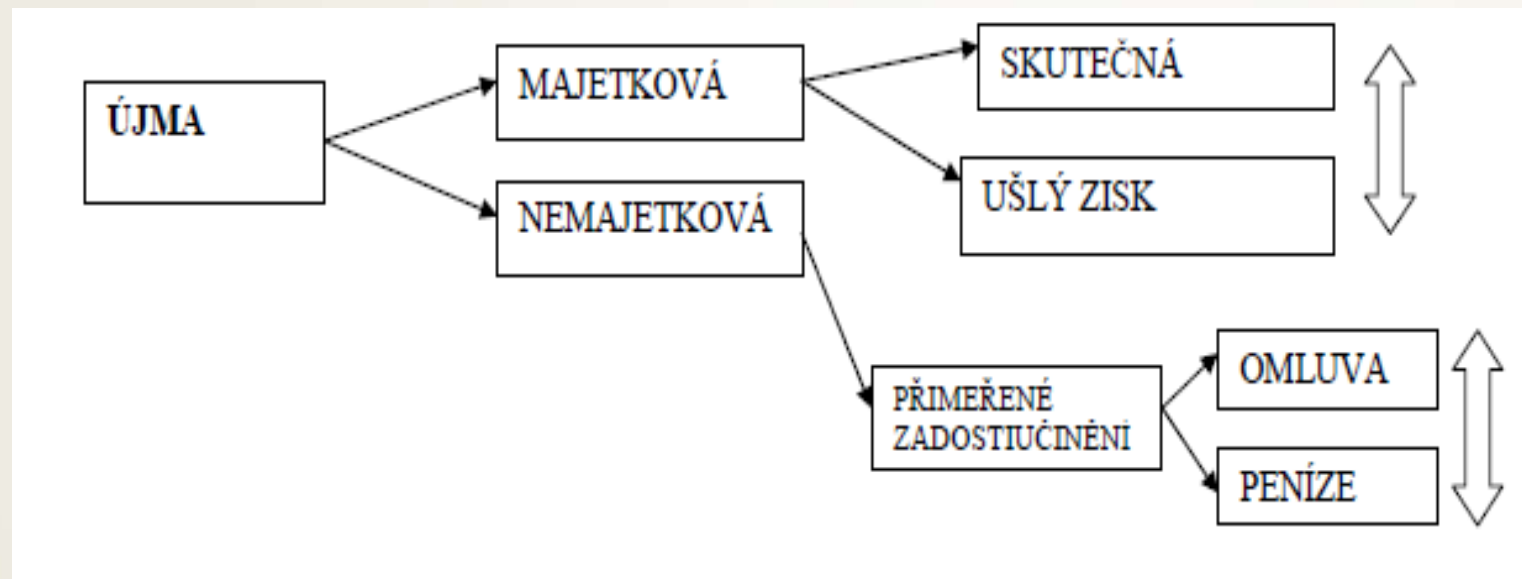 ÚJMA
MAJETKOVÁ
NEMAJETKOVÁ
SKUTEČNÁ
UŠLÝ ZISK
PŘIMEŘENÉ
ZADOSTIUČINĚNÍ
OMLUVA
PENÍZE